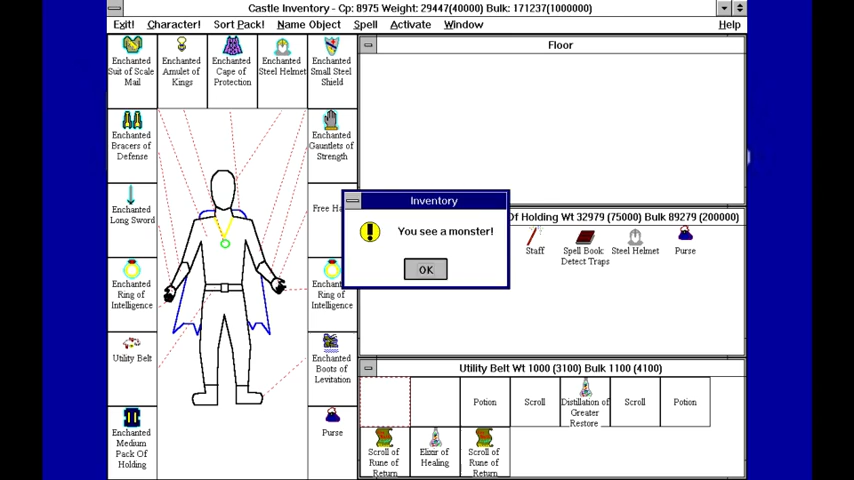 Castle Inventory - Cp: 8975 Weight: 29447(40000) Bulk: 171237(1000000)
Exit! Character! Sort Pack! Name Object Spell Activate Window Help
Enchanted
Suit of Scale
Mail
Enchanted
Amulet of
Kings
Enchanted
Cape of
Protection
Enchanted
Steel Helmet
Enchanted
Small Steel
Shield
Floor
Enchanted
Bracers of
Defense
Enchanted
Gauntlets of
Strength
Enchanted
Long Sword
Free Ha
Inventory
You see a monster!
OK
Of Holding Wt 32979 (75000) Bulk 89279 (200000)
Staff
Spell Book
Detect Traps
Steel Helmet
Purse
Enchanted
Ring of
Intelligence
Enchanted
Ring of
Intelligence
Utility Belt
Enchanted
Boots of
Levitation
Enchanted
Medium
Pack Of
Holding
Purse
Utility Belt Wt 1000 (3100) Bulk 1100 (4100)
Potion
Scroll
Distillation of
Greater
Restore
Scroll
Potion
Scroll of
Rune of
Return
Elixir of
Healing
Scroll of
Rune of
Return